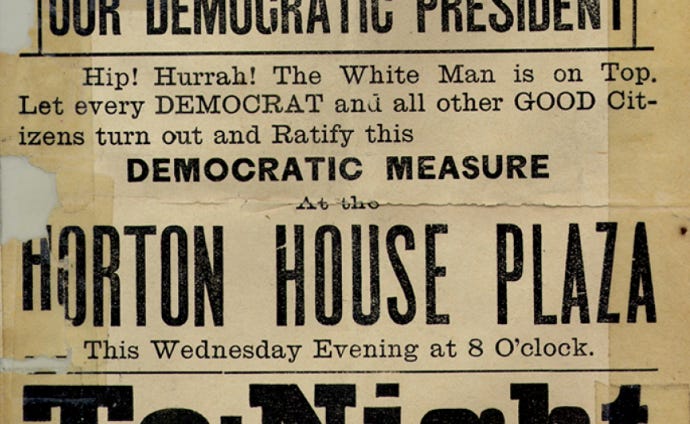 OUR DEMOCRATIC PRESIDENT
Hip! Hurrah! The White Man is on Top.
Let every DEMOCRAT and all other GOOD Cit-
izens turn out and Ratify this
DEMOCRATIC MEASURE
At the
HORTON HOUSE PLAZA
This Wednesday Evening at 8 O'clock.
To-Night